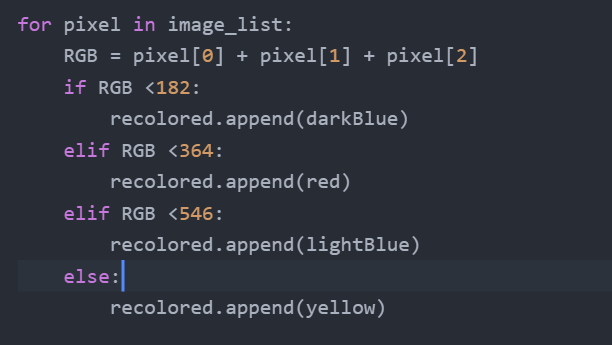 for pixel in image_list:
    RGB = pixel[0] + pixel[1] + pixel[2]
    if RGB <182:
        recolored.append(darkBlue)
    elif RGB <364:
        recolored.append(red)
    elif RGB <546:
        recolored.append(lightBlue)
    else:
        recolored.append(yellow)